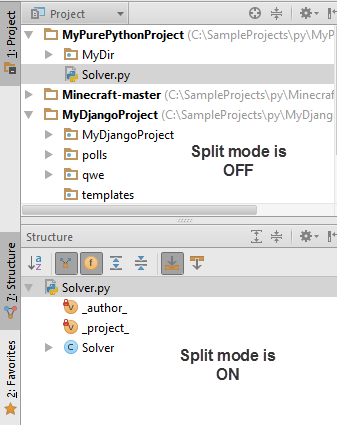 1: Project
Project
MyPurePythonProject (C:\SampleProjects\py\MyP
MyDir
Solver.py
Minecraft-master (C:\SampleProjects\py\Minecraf
MyDjangoProject (C:\SampleProjects\py\MyDjang
MyDjangoProject
polls
qwe
templates
Split mode is
OFF
7: Structure
Structure
a
z
f
Solver.py
V
_author_
V
_project_
C
Solver
Split mode is
ON
2: Favorites